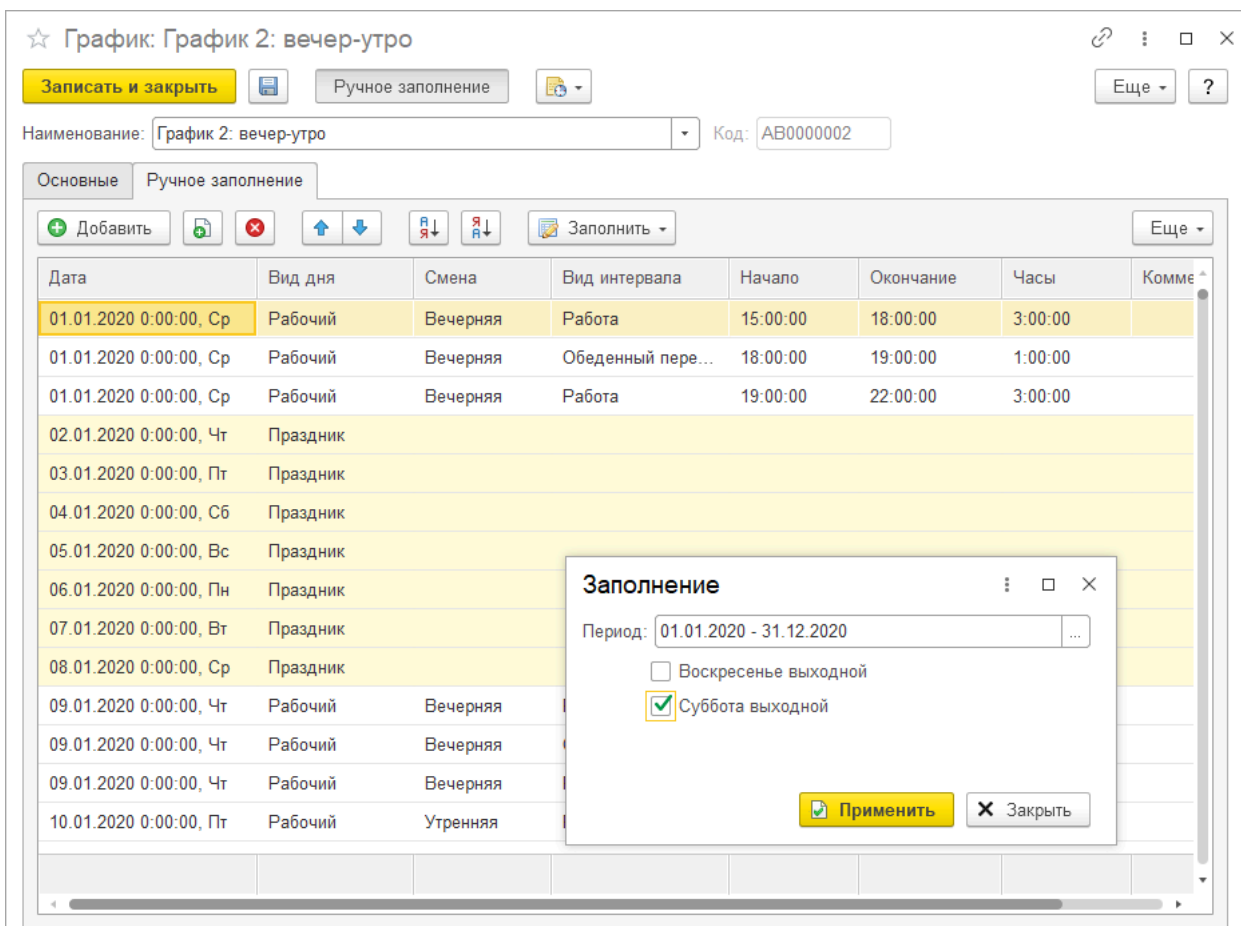 График: График 2: вечер-утро
Записать и закрыть Ручное заполнение Еще ?
Наименование: График 2: вечер-утро Код: АВ0000002
Основные Ручное заполнение
Добавить Заполнить Еще
Дата Вид дня Смена Вид интервала Начало Окончание Часы Комме
01.01.2020 0:00:00, Ср Рабочий Вечерняя Работа 15:00:00 18:00:00 3:00:00
01.01.2020 0:00:00, Ср Рабочий Вечерняя Обеденный пере... 18:00:00 19:00:00 1:00:00
01.01.2020 0:00:00, Ср Рабочий Вечерняя Работа 19:00:00 22:00:00 3:00:00
02.01.2020 0:00:00, Чт Праздник
03.01.2020 0:00:00, Пт Праздник
04.01.2020 0:00:00, Сб Праздник
05.01.2020 0:00:00, Вс Праздник
06.01.2020 0:00:00, Пн Праздник
07.01.2020 0:00:00, Вт Праздник
08.01.2020 0:00:00, Ср Праздник
09.01.2020 0:00:00, Чт Рабочий Вечерняя
09.01.2020 0:00:00, Чт Рабочий Вечерняя
09.01.2020 0:00:00, Чт Рабочий Вечерняя
10.01.2020 0:00:00, Пт Рабочий Утренняя
Заполнение
Период: 01.01.2020 - 31.12.2020 ...
Воскресенье выходной
Суббота выходной
Применить Закрыть